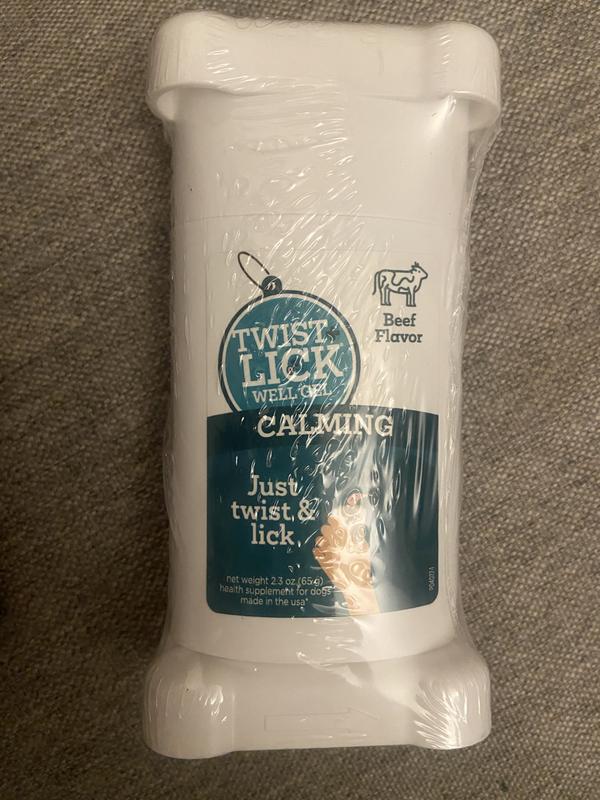 Beef
Flavor
TWIST
LICK
WELL GEL
CALMING
Just
twist &
lick
net weight 2.3 oz (65 g)
health supplement for dogs
made in the usa*